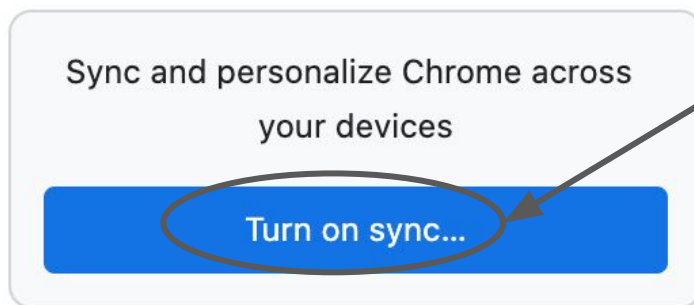 Sync and personalize Chrome across
your devices
Turn on sync...